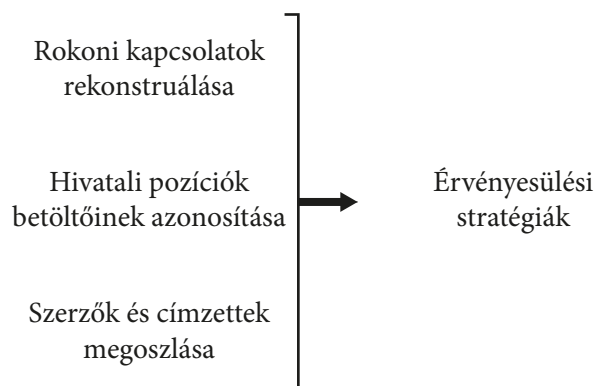 Rokoni kapcsolatok
rekonstruálása
Hivatali pozíciók
betöltőinek azonosítása
Szerzők és címzettek
megoszlása
Érvényesülési
stratégiák